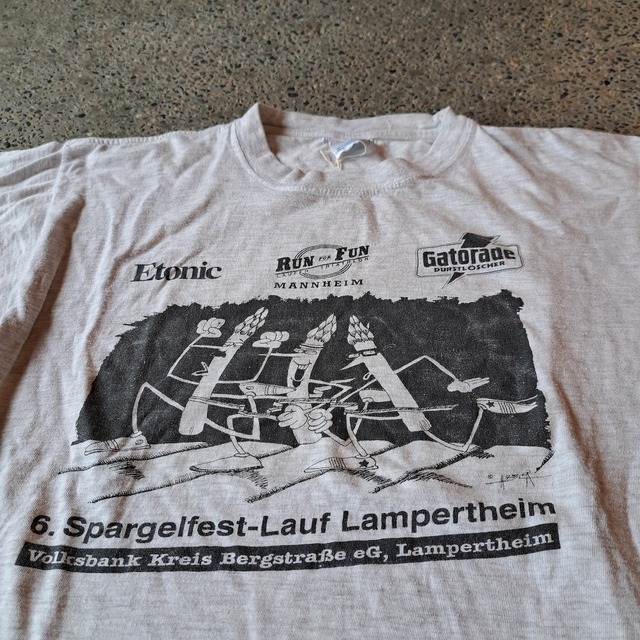 Etonic
RUN FOR FUN
MANNHEIM
Gatorade
DURSTLÖSCHER
6. Spargelfest-Lauf Lampertheim
Volksbank Kreis Bergstraße eG, Lampertheim